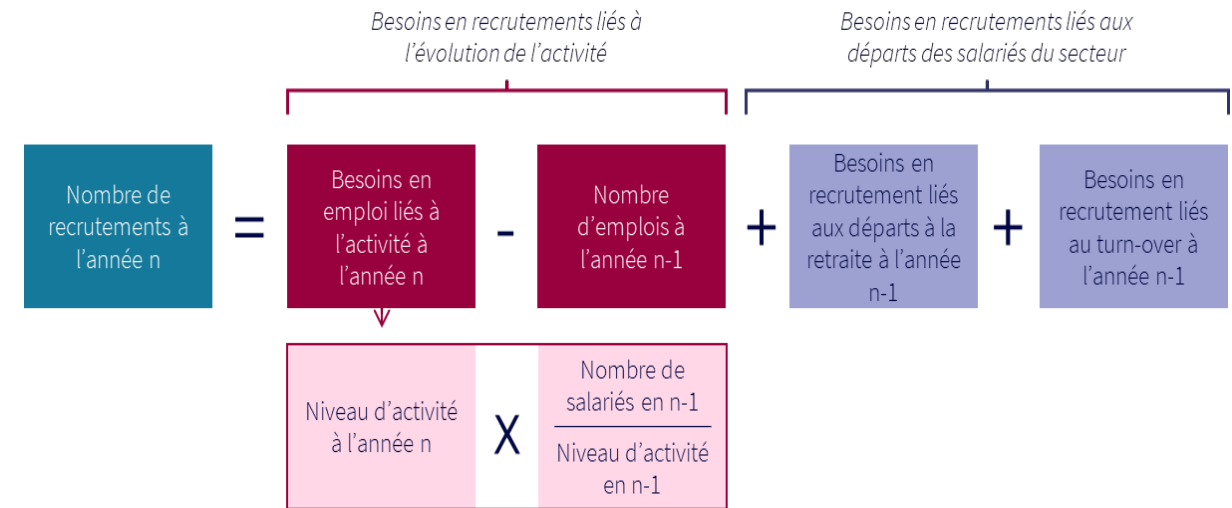 Besoins en recrutements liés à
l’évolution de l’activité
Besoins en recrutements liés aux
départs des salariés du secteur
Nombre de
recrutements à
l’année n
=
Besoins en
emploi liés à
l’activité à
l’année n
-
Nombre
d’emplois à
l’année n-1
+
Besoins en
recrutement liés
aux départs à la
retraite à l’année
n-1
+
Besoins en
recrutement liés
au turn-over à
l’année n-1
Niveau d’activité
à l’année n
X
Nombre de
salariés en n-1
Niveau d’activité
en n-1